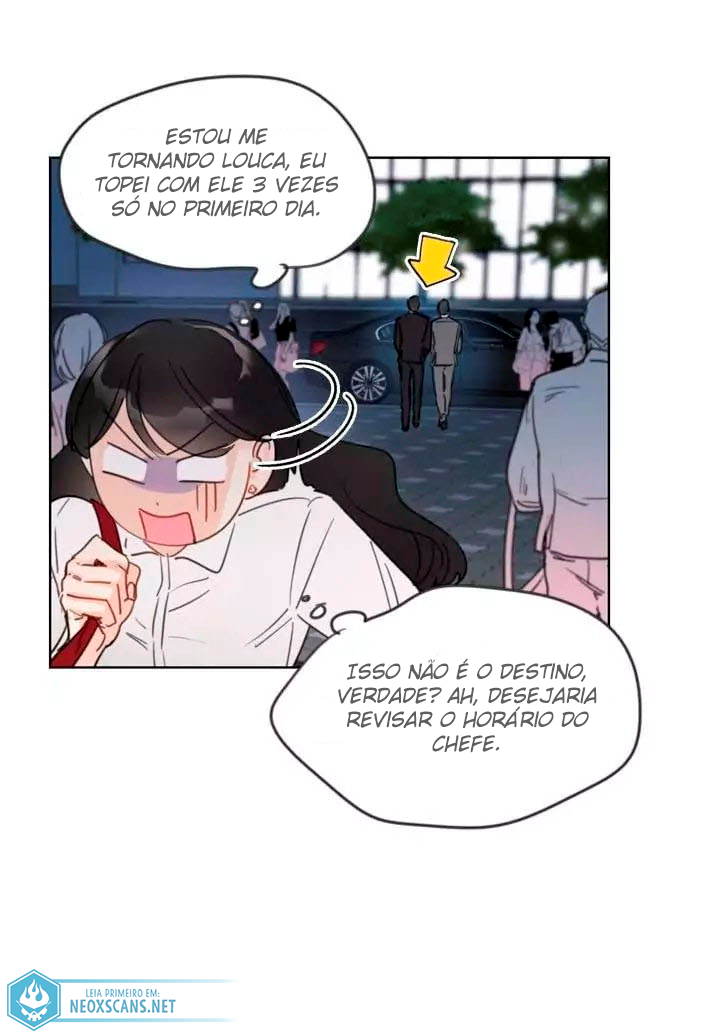 ESTOU ME
TORNANDO LOUCA, EU
TOPEI COM ELE 3 VEZES
SÓ NO PRIMEIRO DIA.
ISSO NÃO É O DESTINO,
VERDADE? AH, DESEJARIA
REVISAR O HORÁRIO DO
CHEFE.
LEIA PRIMEIRO EM:
NEOXSCANS.NET